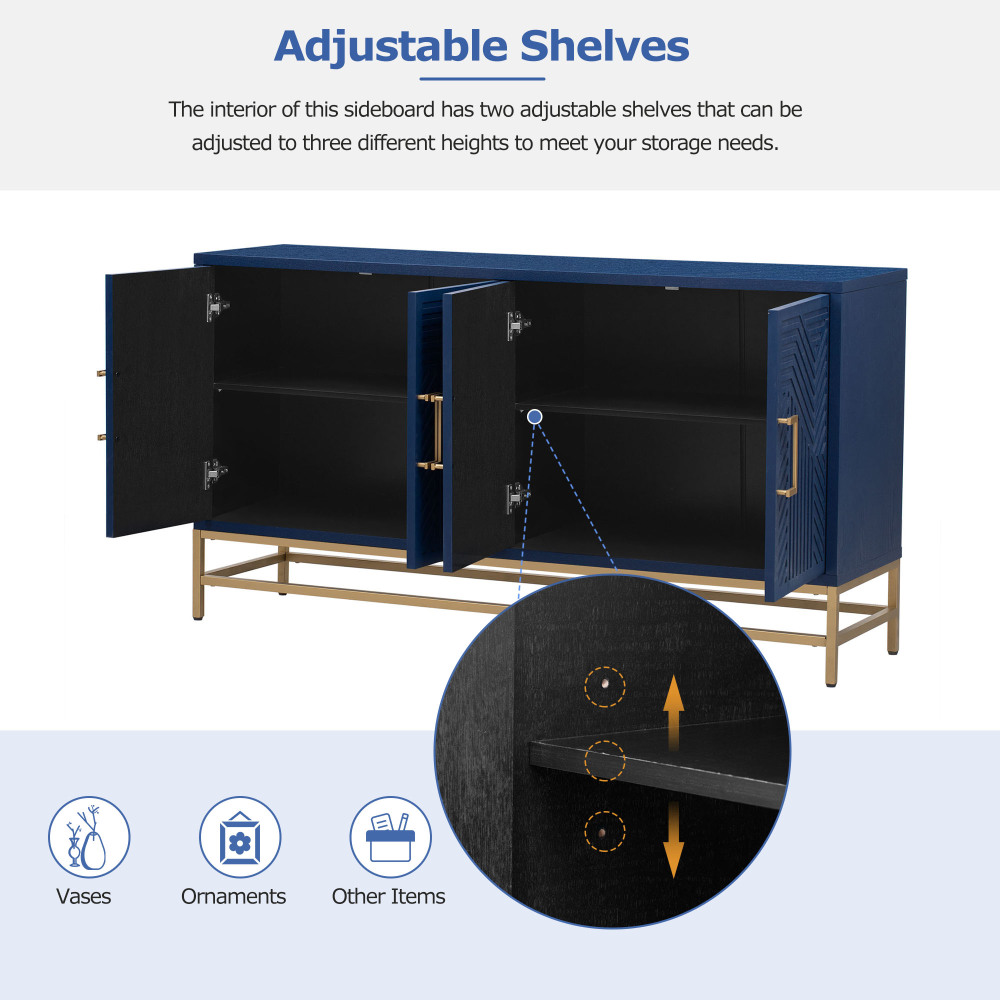 Adjustable Shelves
The interior of this sideboard has two adjustable shelves that can be
adjusted to three different heights to meet your storage needs.
Vases
Ornaments
Other Items